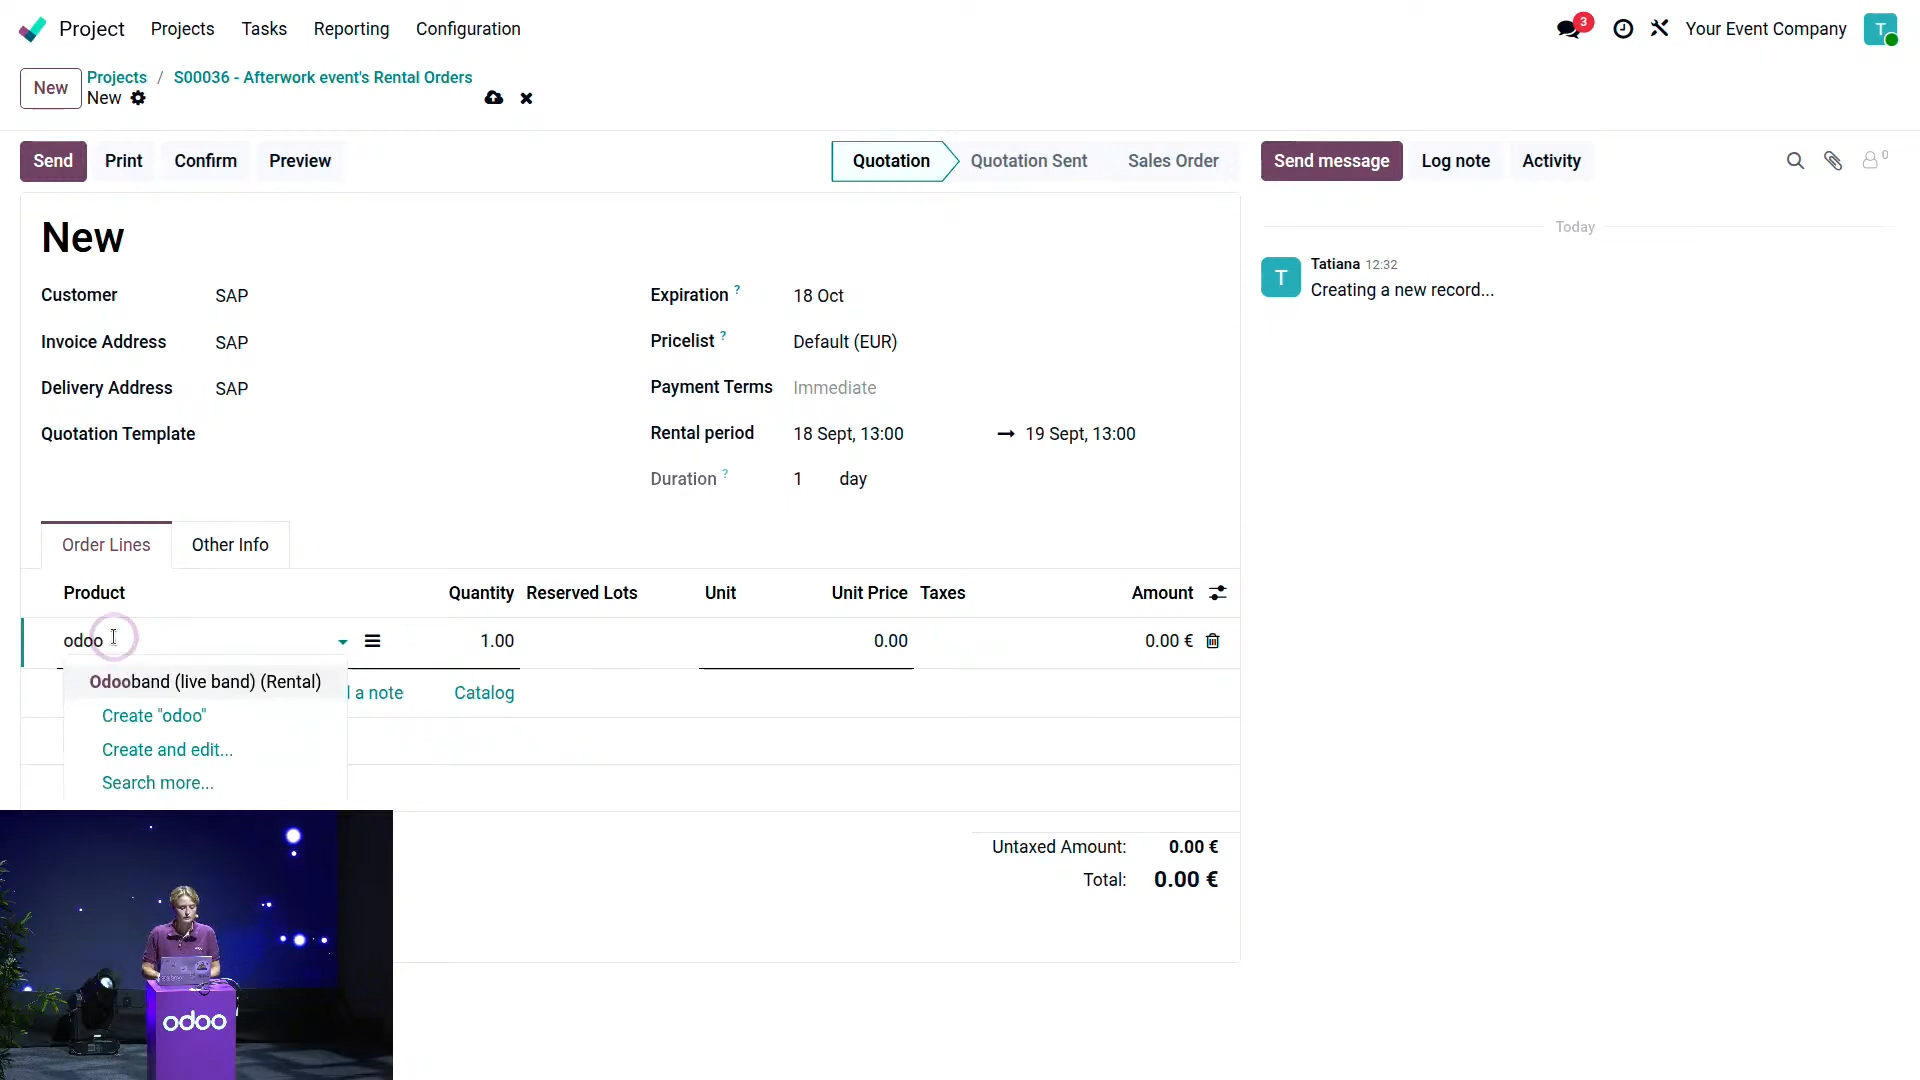 Project Projects Tasks Reporting Configuration 3 Your Event Company T
New Projects / S00036 - Afterwork event's Rental Orders
New
Send Print Confirm Preview Quotation Quotation Sent Sales Order Send message Log note Activity 0
New
Today
Customer SAP Expiration ? 18 Oct
T Tatiana 12:32
Creating a new record...
Invoice Address SAP Pricelist ? Default (EUR)
Delivery Address SAP Payment Terms Immediate
Quotation Template Rental period 18 Sept, 13:00 → 19 Sept, 13:00
Duration ? 1 day
Order Lines Other Info
Product Quantity Reserved Lots Unit Unit Price Taxes Amount
odoo 1.00 0.00 0.00 €
Odooband (live band) (Rental) a note Catalog
Create "odoo"
Create and edit...
Search more...
Untaxed Amount: 0.00 €
Total: 0.00 €
odoo